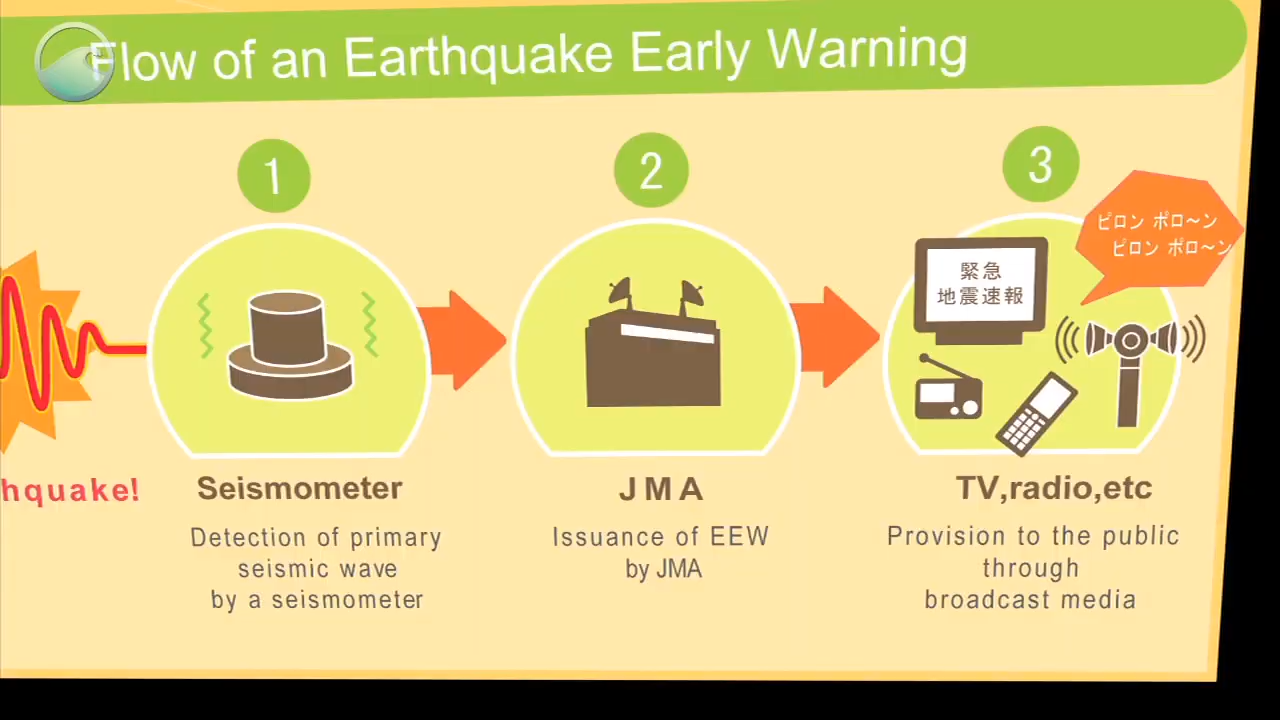 Flow of an Earthquake Early Warning
1
2
3
ピロン ポロ~ン
ピロン ポロ~ン
緊急
地震速報
hquake!
Seismometer
Detection of primary
seismic wave
by a seismometer
JMA
Issuance of EEW
by JMA
TV,radio,etc
Provision to the public
through
broadcast media